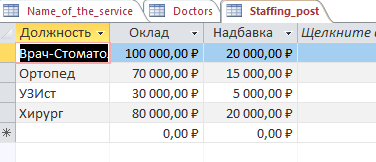 Name_of_the_service Doctors Staffing_post
Должность Оклад Надбавка Щелкните
Врач-Стомато 100 000,00 ₽ 20 000,00 ₽
Ортопед 70 000,00 ₽ 15 000,00 ₽
УЗИст 30 000,00 ₽ 5 000,00 ₽
Хирург 80 000,00 ₽ 20 000,00 ₽
* 0,00 ₽ 0,00 ₽